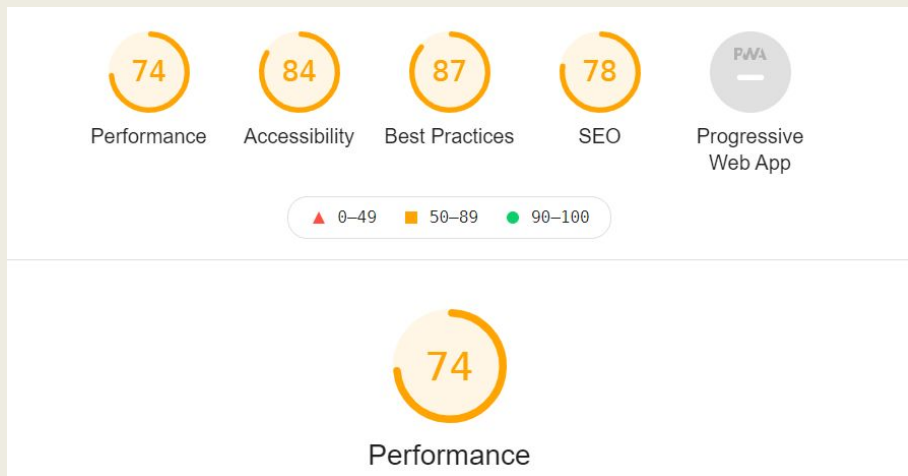 74 84 87 78 PWA
Performance Accessibility Best Practices SEO Progressive
Web App
0–49 50–89 90–100
74
Performance